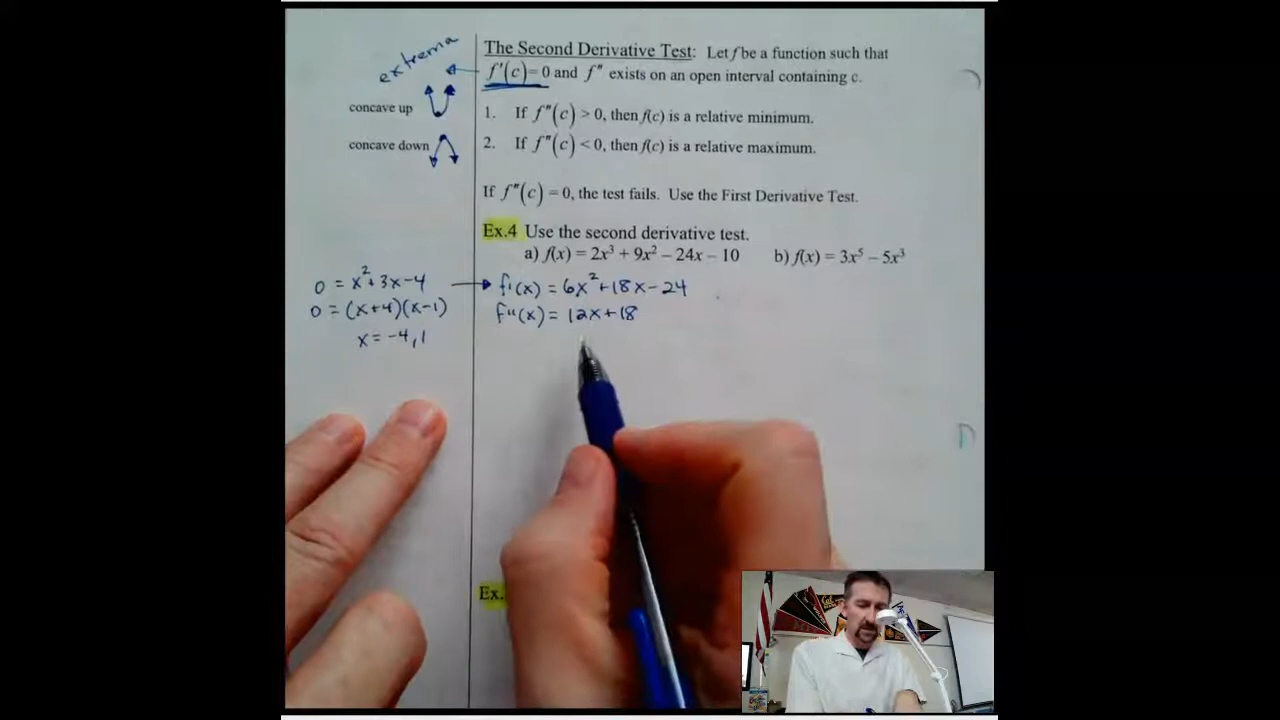 extrema
The Second Derivative Test: Let f be a function such that
f'(c)=0 and f" exists on an open interval containing c.
concave up
1. If f"(c) > 0, then f(c) is a relative minimum.
concave down
2. If f"(c) < 0, then f(c) is a relative maximum.
If f"(c) = 0, the test fails. Use the First Derivative Test.
Ex.4 Use the second derivative test.
a) f(x) = 2x³ + 9x² – 24x – 10 b) f(x) = 3x⁵ – 5x³
0 = x²+3x-4
f'(x) = 6x²+18x-24
0 = (x+4)(x-1)
f"(x) = 12x+18
x = -4,1
Ex.
Cal